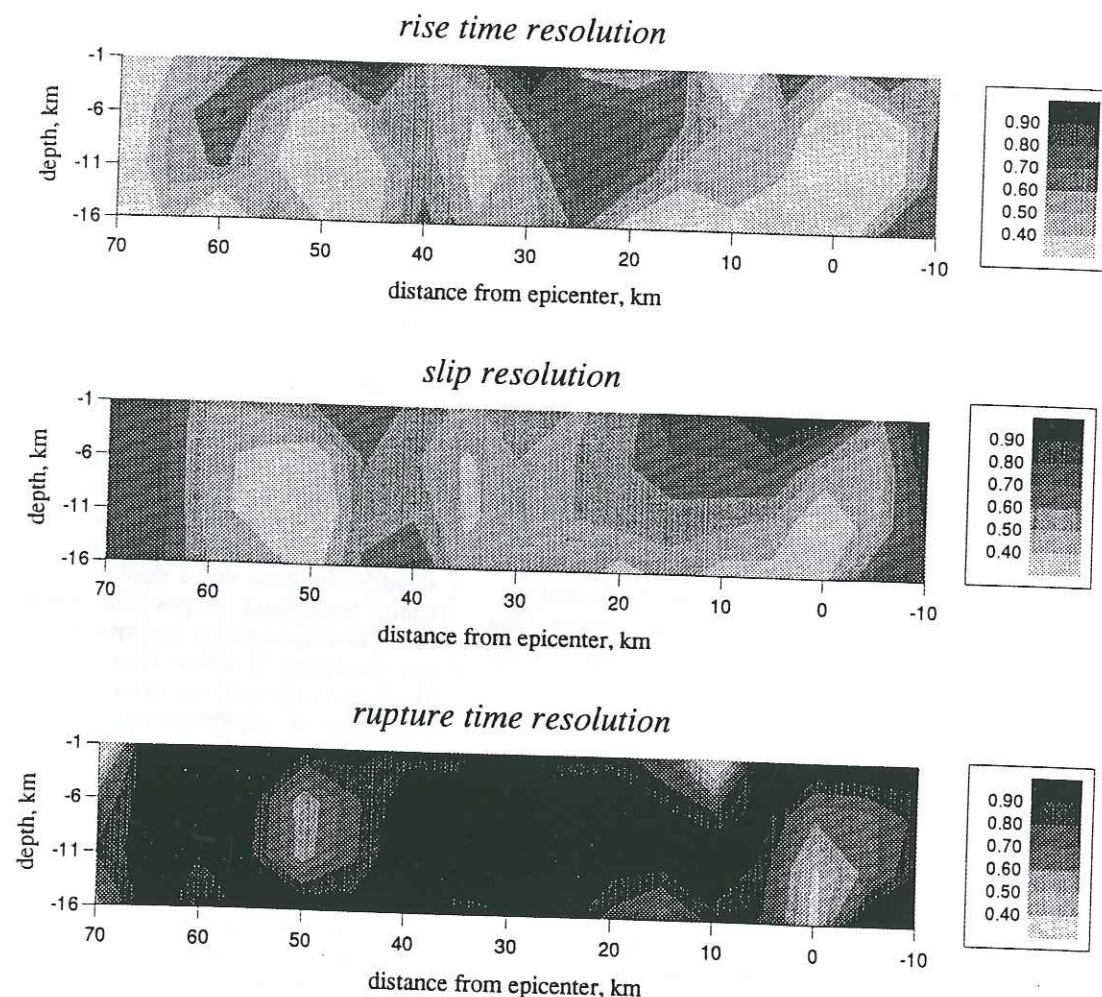 rise time resolution
-1
-6
-11
-16
depth, km
70 60 50 40 30 20 10 0 -10
distance from epicenter, km
0.90
0.80
0.70
0.60
0.50
0.40
slip resolution
-1
-6
-11
-16
depth, km
70 60 50 40 30 20 10 0 -10
distance from epicenter, km
0.90
0.80
0.70
0.60
0.50
0.40
rupture time resolution
-1
-6
-11
-16
depth, km
70 60 50 40 30 20 10 0 -10
distance from epicenter, km
0.90
0.80
0.70
0.60
0.50
0.40